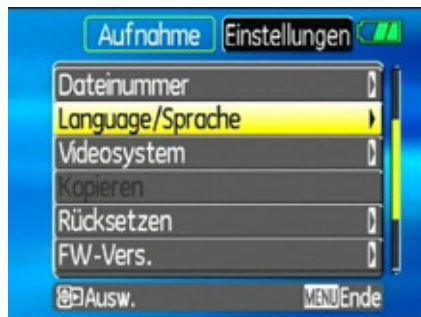 Aufnahme Einstellungen
Dateinummer
Language/Sprache
Videosystem
Kopieren
Rücksetzen
FW-Vers.
Ausw. MENU Ende